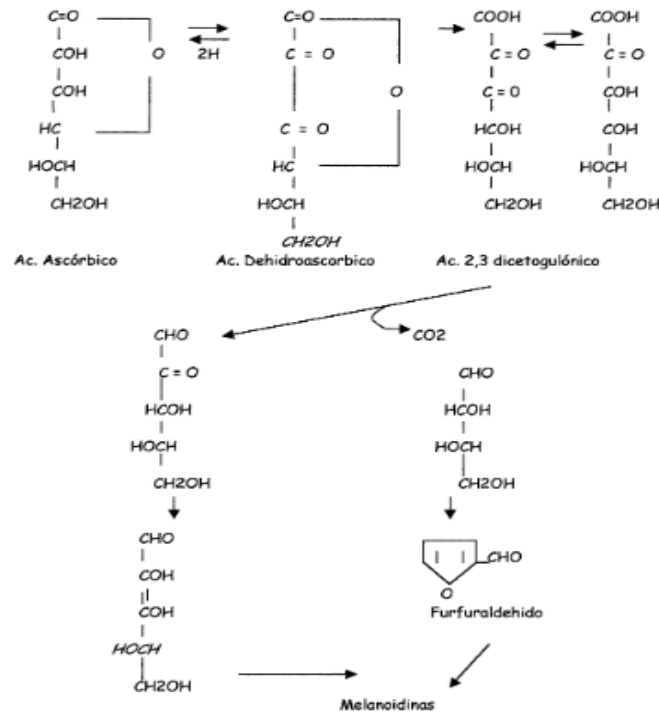 C=O C=O COOH COOH
COH O 2H C = O C = O C = O
COH O C = O COH
HC C = O HCOH COH
HOCH HC HOCH HOCH
CH2OH HOCH CH2OH CH2OH
CH2OH
Ac. Ascórbico Ac. Dehidroascorbico Ac. 2,3 dicetogulónico
CHO CO2
C = O CHO
HCOH HCOH
HOCH HOCH
CH2OH CH2OH
CHO
COH CHO
COH O
HOCH Furfuraldehido
CH2OH
Melanoidinas